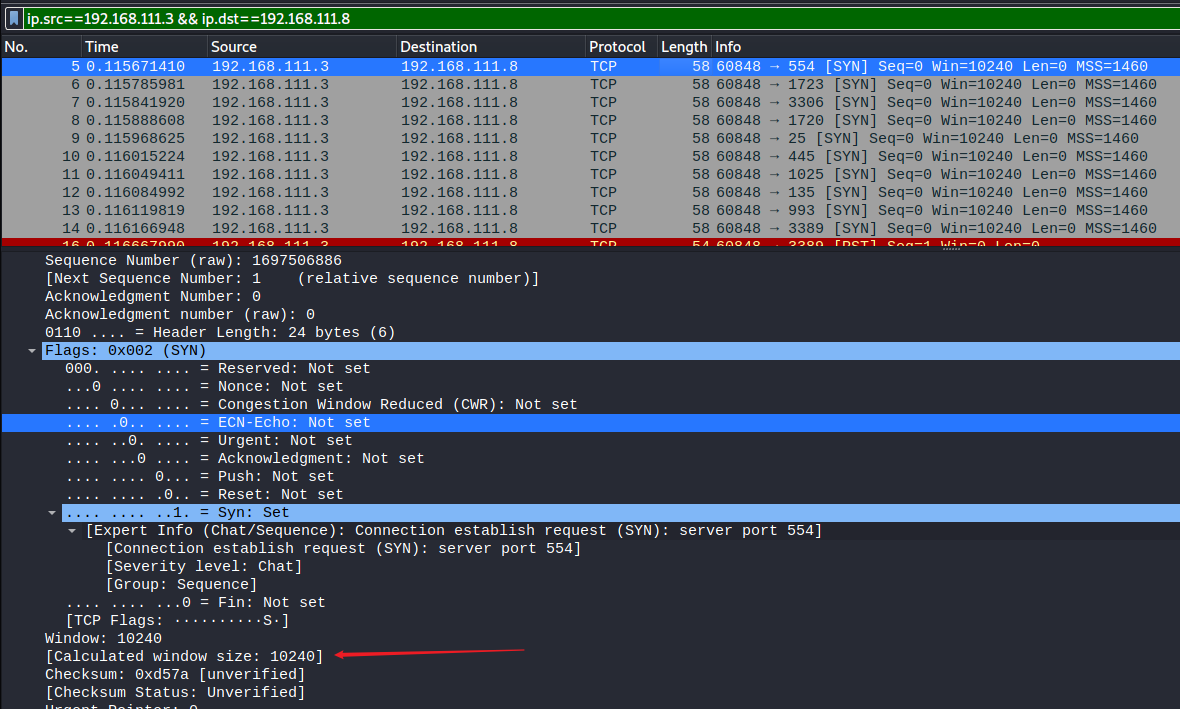 ip.src==192.168.111.3 && ip.dst==192.168.111.8
No. Time Source Destination Protocol Length Info
5 0.115671410 192.168.111.3 192.168.111.8 TCP 58 60848 → 554 [SYN] Seq=0 Win=10240 Len=0 MSS=1460
6 0.115785981 192.168.111.3 192.168.111.8 TCP 58 60848 → 1723 [SYN] Seq=0 Win=10240 Len=0 MSS=1460
7 0.115841920 192.168.111.3 192.168.111.8 TCP 58 60848 → 3306 [SYN] Seq=0 Win=10240 Len=0 MSS=1460
8 0.115888608 192.168.111.3 192.168.111.8 TCP 58 60848 → 1720 [SYN] Seq=0 Win=10240 Len=0 MSS=1460
9 0.115968625 192.168.111.3 192.168.111.8 TCP 58 60848 → 25 [SYN] Seq=0 Win=10240 Len=0 MSS=1460
10 0.116015224 192.168.111.3 192.168.111.8 TCP 58 60848 → 445 [SYN] Seq=0 Win=10240 Len=0 MSS=1460
11 0.116049411 192.168.111.3 192.168.111.8 TCP 58 60848 → 1025 [SYN] Seq=0 Win=10240 Len=0 MSS=1460
12 0.116084992 192.168.111.3 192.168.111.8 TCP 58 60848 → 135 [SYN] Seq=0 Win=10240 Len=0 MSS=1460
13 0.116119819 192.168.111.3 192.168.111.8 TCP 58 60848 → 993 [SYN] Seq=0 Win=10240 Len=0 MSS=1460
14 0.116166948 192.168.111.3 192.168.111.8 TCP 58 60848 → 3389 [SYN] Seq=0 Win=10240 Len=0 MSS=1460
16 0.116667990 192.168.111.3 192.168.111.8 TCP 54 60848 → 3389 [RST] Seq=1 Win=0 Len=0
Sequence Number (raw): 1697506886
[Next Sequence Number: 1 (relative sequence number)]
Acknowledgment Number: 0
Acknowledgment number (raw): 0
0110 .... = Header Length: 24 bytes (6)
Flags: 0x002 (SYN)
000. .... .... = Reserved: Not set
...0 .... .... = Nonce: Not set
.... 0... .... = Congestion Window Reduced (CWR): Not set
.... .0.. .... = ECN-Echo: Not set
.... ..0. .... = Urgent: Not set
.... ...0 .... = Acknowledgment: Not set
.... .... 0... = Push: Not set
.... .... .0.. = Reset: Not set
.... .... ..1. = Syn: Set
[Expert Info (Chat/Sequence): Connection establish request (SYN): server port 554]
[Connection establish request (SYN): server port 554]
[Severity level: Chat]
[Group: Sequence]
.... .... ...0 = Fin: Not set
[TCP Flags: ··········S·]
Window: 10240
[Calculated window size: 10240]
Checksum: 0xd57a [unverified]
[Checksum Status: Unverified]
Urgent Pointer: 0